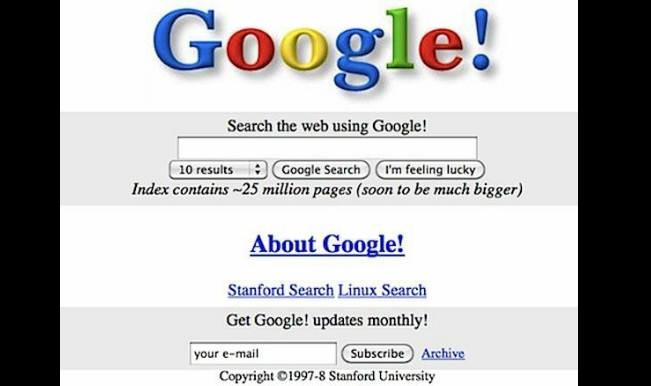 Google!
Search the web using Google!
10 results Google Search I'm feeling lucky
Index contains ~25 million pages (soon to be much bigger)
About Google!
Stanford Search Linux Search
Get Google! updates monthly!
your e-mail Subscribe Archive
Copyright ©1997-8 Stanford University